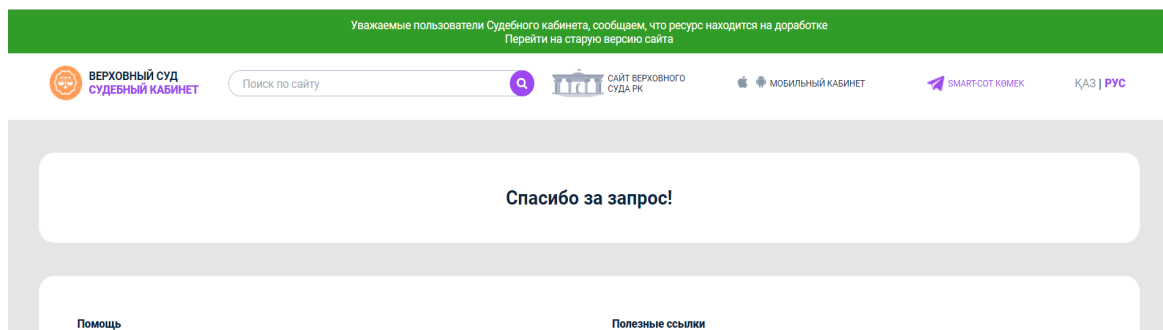 Уважаемые пользователи Судебного кабинета, сообщаем, что ресурс находится на доработке
Перейти на старую версию сайта
ВЕРХОВНЫЙ СУД
СУДЕБНЫЙ КАБИНЕТ
Поиск по сайту
САЙТ ВЕРХОВНОГО
СУДА РК
МОБИЛЬНЫЙ КАБИНЕТ
SMART-СОТ КӨМЕК
ҚАЗ | РУС
Спасибо за запрос!
Помощь
Полезные ссылки